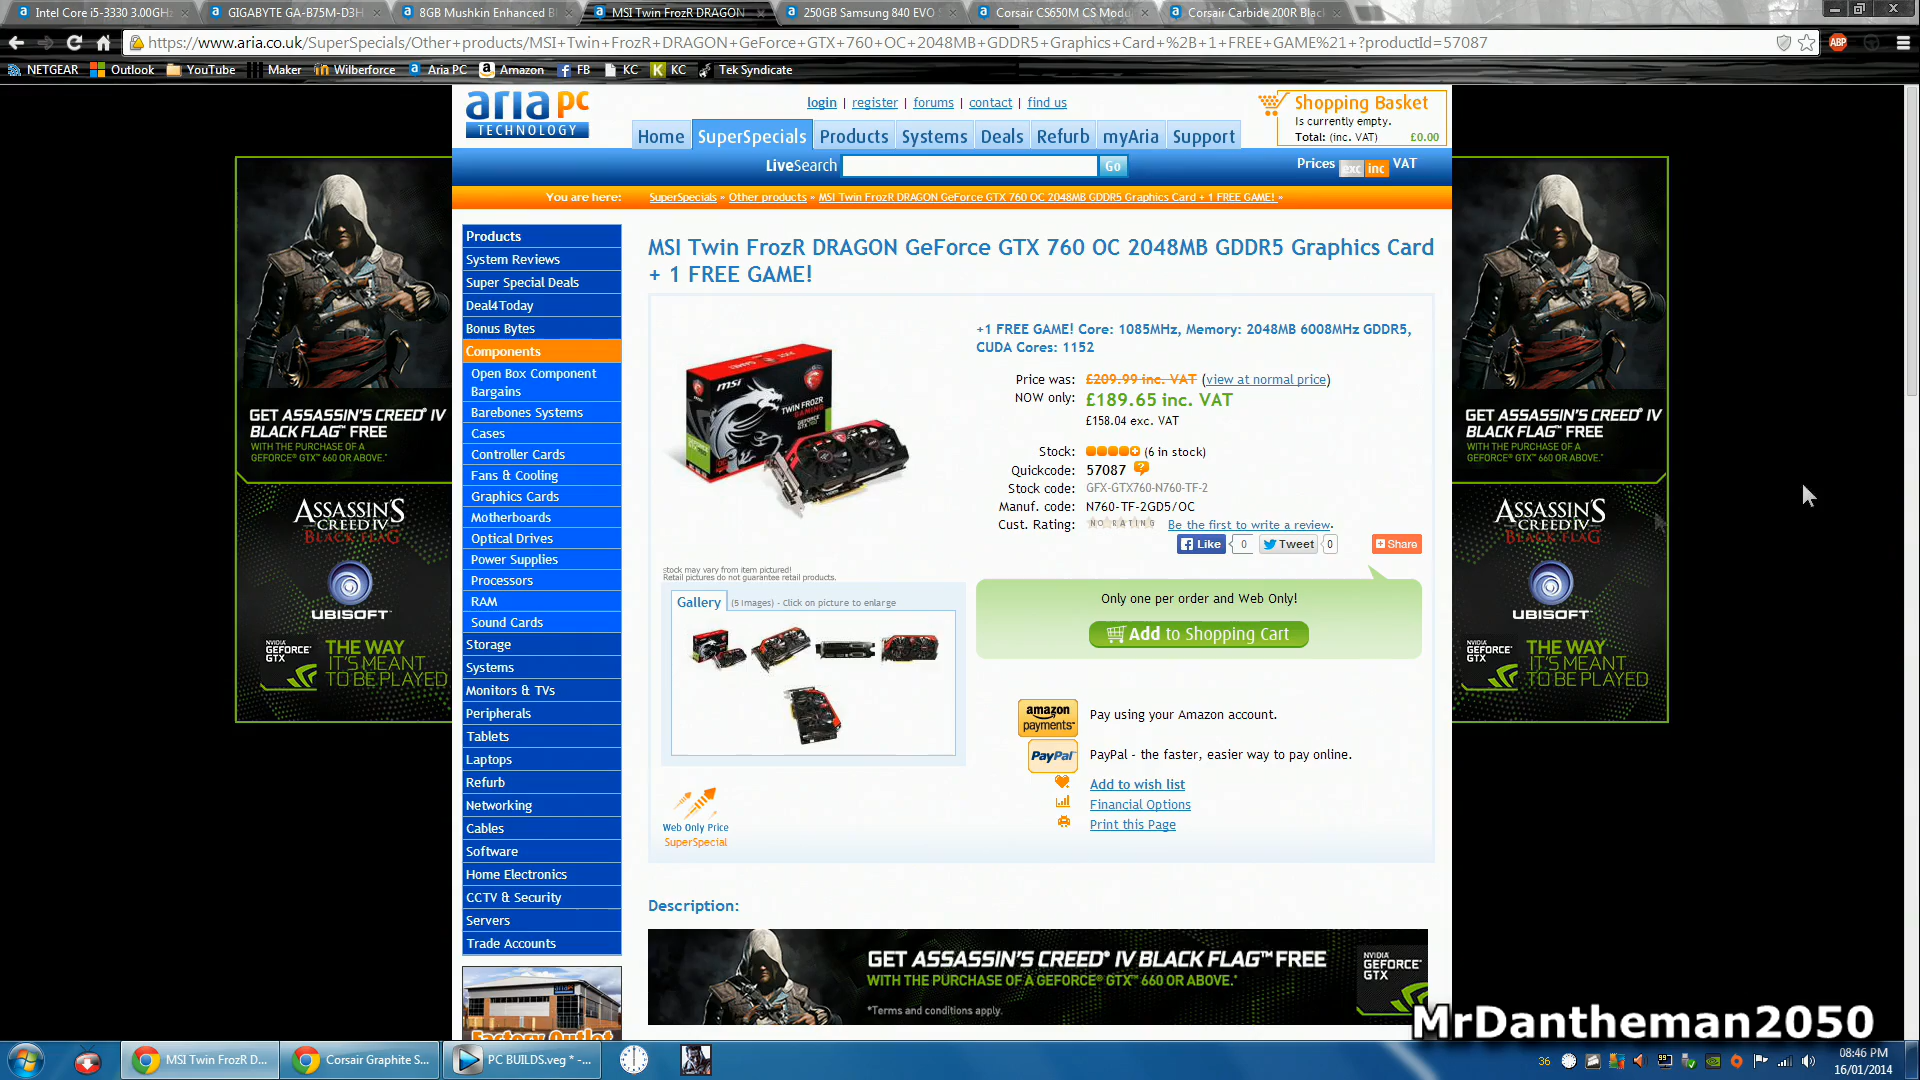 Intel Core i5-3330 3.00GHz
GIGABYTE GA-B75M-D3H
8GB Mushkin Enhanced Bl
MSI Twin FrozR DRAGON
250GB Samsung 840 EVO
Corsair CS650M CS Modu
Corsair Carbide 200R Blac
https://www.aria.co.uk/SuperSpecials/Other+products/MSI+Twin+FrozR+DRAGON+GeForce+GTX+760+OC+2048MB+GDDR5+Graphics+Card+%2B+1+FREE+GAME%21+?productId=57087
ABP
NETGEAR Outlook YouTube Maker Wilberforce Aria PC Amazon FB KC KC Tek Syndicate
aria PC
TECHNOLOGY
login | register | forums | contact | find us
Shopping Basket
Is currently empty.
Total: (inc. VAT) £0.00
Home SuperSpecials Products Systems Deals Refurb myAria Support
LiveSearch Go
Prices exc inc VAT
You are here: SuperSpecials » Other products » MSI Twin FrozR DRAGON GeForce GTX 760 OC 2048MB GDDR5 Graphics Card + 1 FREE GAME! »
Products
System Reviews
Super Special Deals
Deal4Today
Bonus Bytes
Components
Open Box Component
Bargains
Barebones Systems
Cases
Controller Cards
Fans & Cooling
Graphics Cards
Motherboards
Optical Drives
Power Supplies
Processors
RAM
Sound Cards
Storage
Systems
Monitors & TVs
Peripherals
Tablets
Laptops
Refurb
Networking
Cables
Software
Home Electronics
CCTV & Security
Servers
Trade Accounts
Factory Outlet
MSI Twin FrozR DRAGON GeForce GTX 760 OC 2048MB GDDR5 Graphics Card
+ 1 FREE GAME!
msi
TWIN FROZR
GAMING
+1 FREE GAME! Core: 1085MHz, Memory: 2048MB 6008MHz GDDR5,
CUDA Cores: 1152
Price was: £209.99 inc. VAT (view at normal price)
NOW only: £189.65 inc. VAT
£158.04 exc. VAT
Stock: (6 in stock)
Quickcode: 57087
Stock code: GFX-GTX760-N760-TF-2
Manuf. code: N760-TF-2GD5/OC
Cust. Rating: NO RATING Be the first to write a review.
Like 0 Tweet 0 Share
stock may vary from item pictured!
Retail pictures do not guarantee retail products.
Gallery (5 images) - Click on picture to enlarge
Only one per order and Web Only!
Add to Shopping Cart
amazon payments Pay using your Amazon account.
PayPal PayPal - the faster, easier way to pay online.
Add to wish list
Financial Options
Print this Page
Web Only Price
SuperSpecial
Description:
GET ASSASSIN'S CREED® IV BLACK FLAG™ FREE
WITH THE PURCHASE OF A GEFORCE® GTX™ 660 OR ABOVE.*
*Terms and conditions apply.
NVIDIA
GEFORCE
GTX
GET ASSASSIN'S CREED IV
BLACK FLAG™ FREE
WITH THE PURCHASE OF A
GEFORCE® GTX™ 660 OR ABOVE.*
ASSASSIN'S
CREED IV
BLACK FLAG
UBISOFT
NVIDIA
GEFORCE
GTX
THE WAY
IT'S MEANT
TO BE PLAYED
GET ASSASSIN'S CREED IV
BLACK FLAG™ FREE
WITH THE PURCHASE OF A
GEFORCE® GTX™ 660 OR ABOVE.*
ASSASSIN'S
CREED IV
BLACK FLAG
UBISOFT
NVIDIA
GEFORCE
GTX
THE WAY
IT'S MEANT
TO BE PLAYED
MrDantheman2050
MSI Twin FrozR D...
Corsair Graphite S...
PC BUILDS.veg * -...
36
99
08:46 PM
16/01/2014